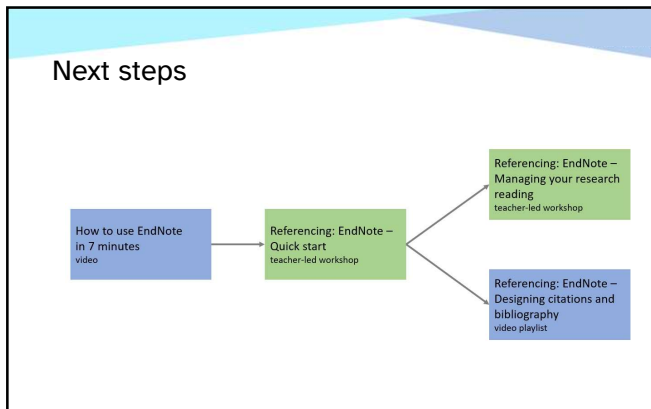 Next steps
How to use EndNote
in 7 minutes
video
Referencing: EndNote –
Quick start
teacher-led workshop
Referencing: EndNote –
Managing your research
reading
teacher-led workshop
Referencing: EndNote –
Designing citations and
bibliography
video playlist